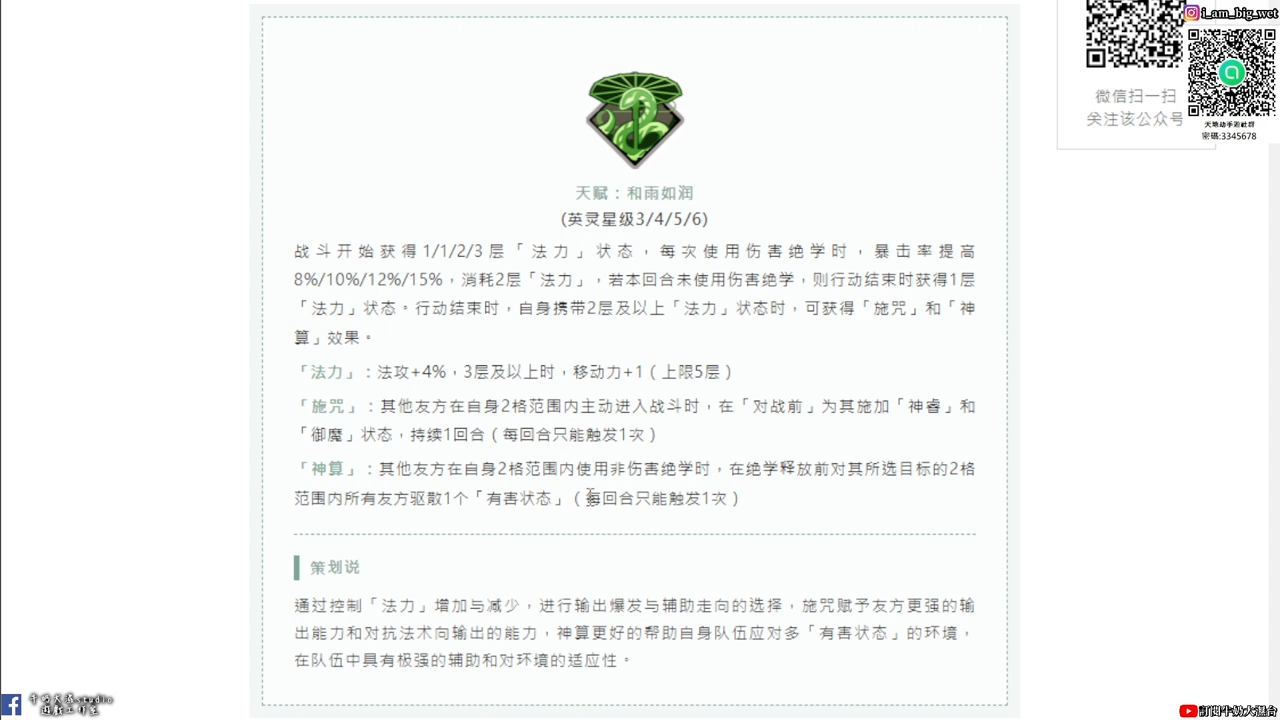 i_am_big_wet
微信扫一扫
关注该公众号
天地劫手游社群
密碼:3345678
天赋：和雨如润
(英灵星级3/4/5/6)
战斗开始获得1/1/2/3层「法力」状态，每次使用伤害绝学时，暴击率提高
8%/10%/12%/15%，消耗2层「法力」，若本回合未使用伤害绝学，则行动结束时获得1层
「法力」状态。行动结束时，自身携带2层及以上「法力」状态时，可获得「施咒」和「神
算」效果。
「法力」：法攻+4%，3层及以上时，移动力+1（上限5层）
「施咒」：其他友方在自身2格范围内主动进入战斗时，在「对战前」为其施加「神睿」和
「御魔」状态，持续1回合（每回合只能触发1次）
「神算」：其他友方在自身2格范围内使用非伤害绝学时，在绝学释放前对其所选目标的2格
范围内所有友方驱散1个「有害状态」（每回合只能触发1次）
策划说
通过控制「法力」增加与减少，进行输出爆发与辅助走向的选择，施咒赋予友方更强的输
出能力和对抗法术向输出的能力，神算更好的帮助自身队伍应对多「有害状态」的环境，
在队伍中具有极强的辅助和对环境的适应性。
studio
遊戲工作室